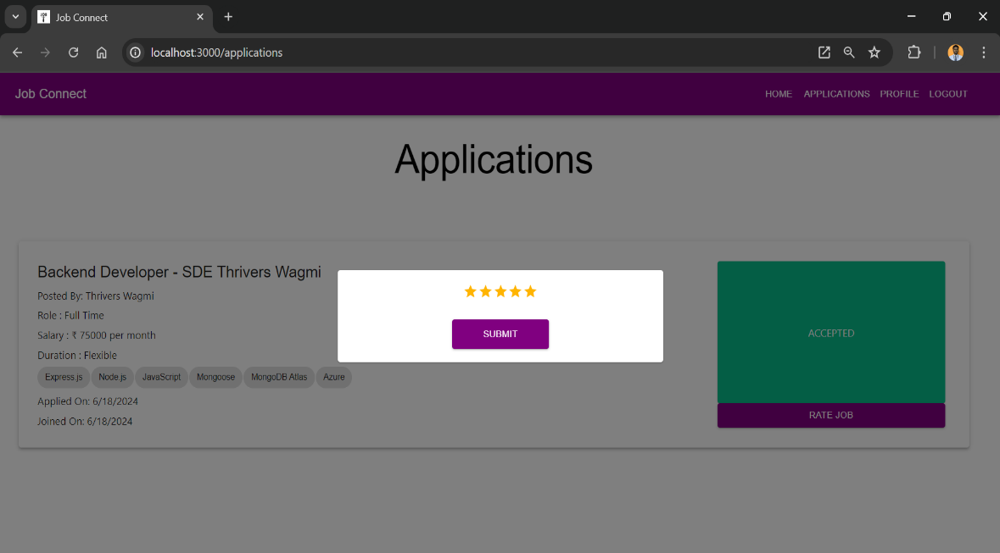 Job Connect
localhost:3000/applications
Job Connect
HOME APPLICATIONS PROFILE LOGOUT
Applications
Backend Developer - SDE Thrivers Wagmi
Posted By: Thrivers Wagmi
Role : Full Time
Salary : ₹ 75000 per month
Duration : Flexible
Express.js Node.js JavaScript Mongoose MongoDB Atlas Azure
Applied On: 6/18/2024
Joined On: 6/18/2024
SUBMIT
ACCEPTED
RATE JOB